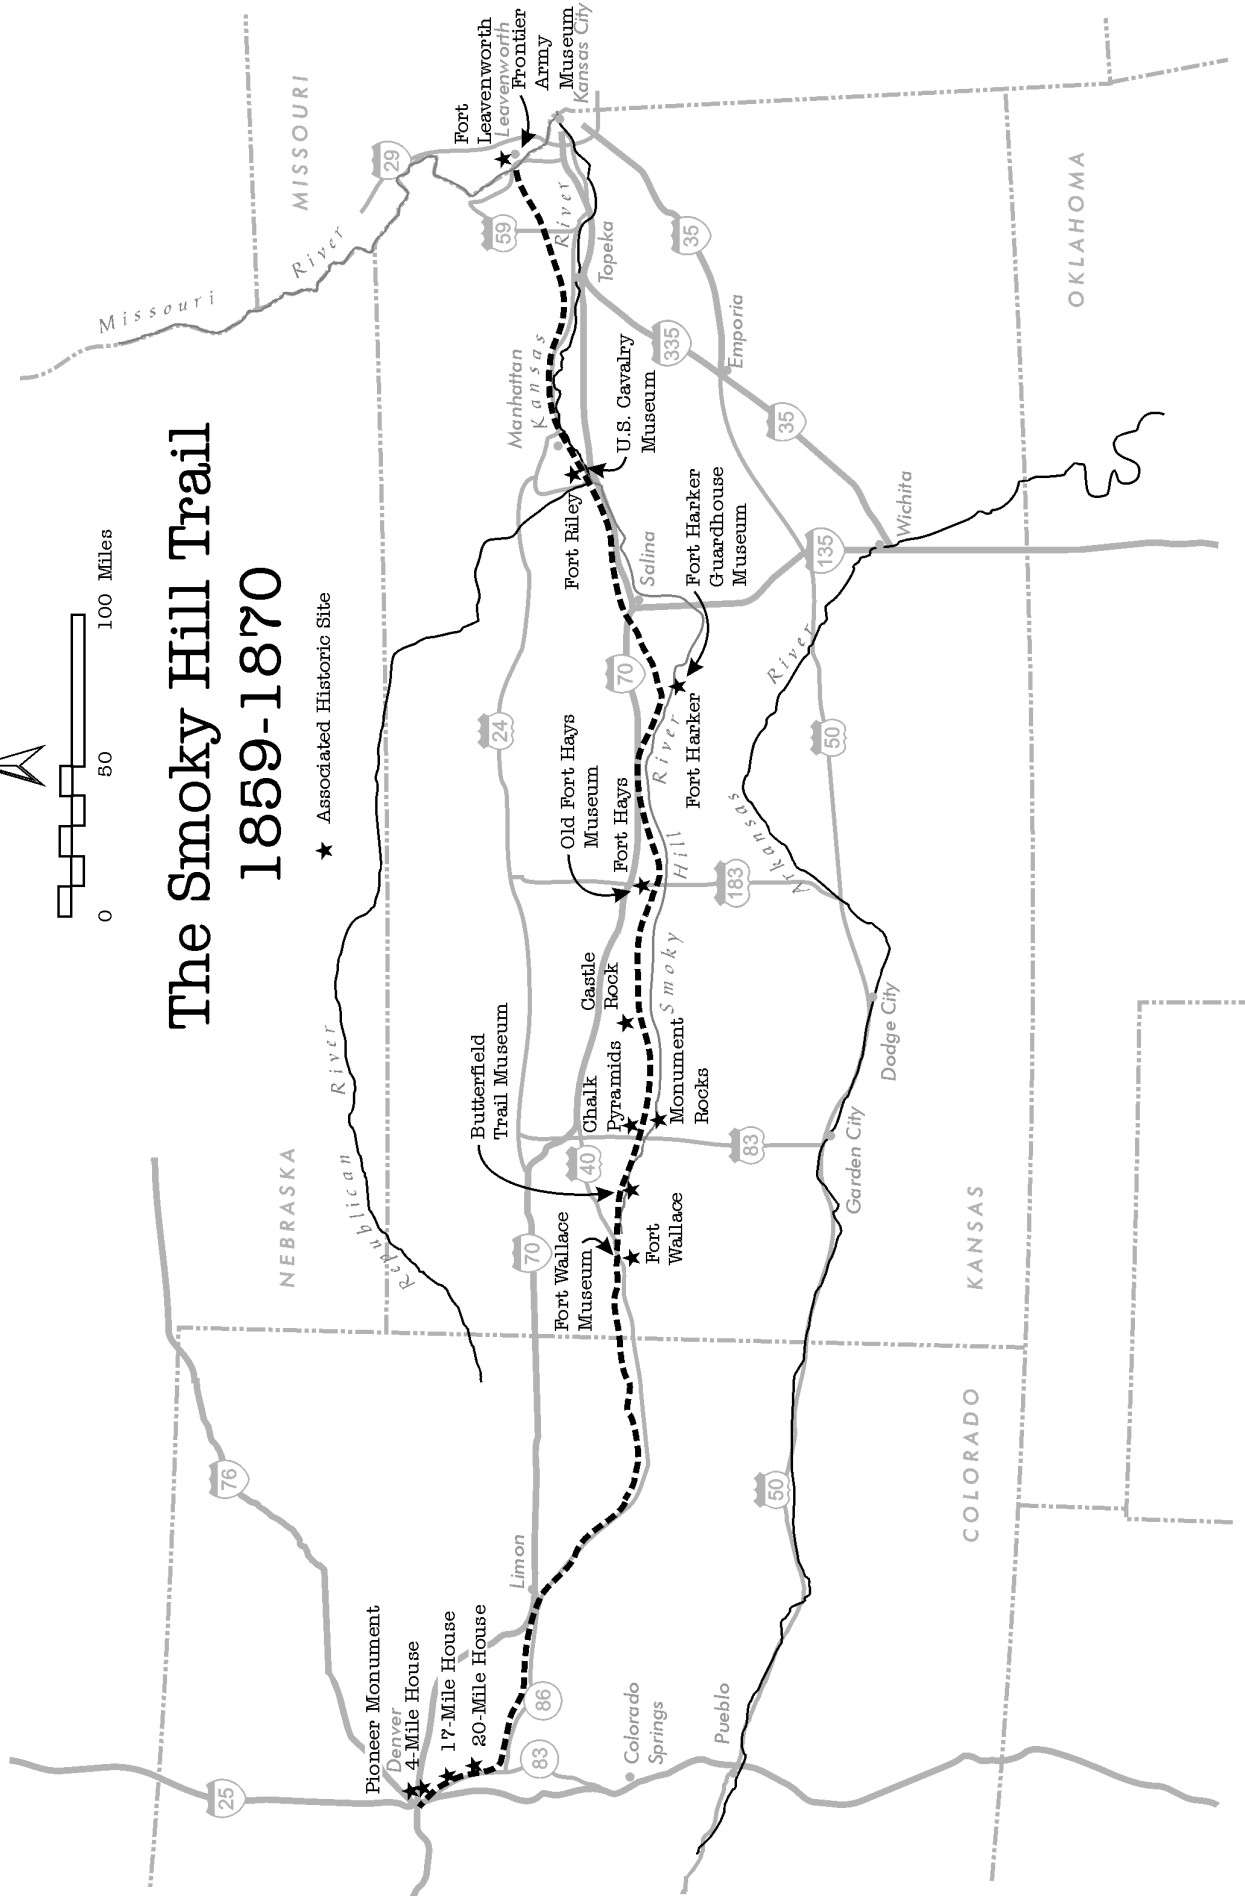 The Smoky Hill Trail
1859-1870
0
50
100 Miles
Associated Historic Site
MISSOURI
NEBRASKA
KANSAS
COLORADO
OKLAHOMA
Missouri
River
Republican
River
Kansas
River
Smoky
Hill
River
Arkansas
River
Pioneer Monument
Denver
4-Mile House
17-Mile House
20-Mile House
Limon
Colorado
Springs
Pueblo
Fort Wallace
Museum
Fort
Wallace
Butterfield
Trail Museum
Chalk
Pyramids
Monument
Rocks
Castle
Rock
Old Fort Hays
Museum
Fort Hays
Fort Harker
Fort Harker
Guardhouse
Museum
Salina
Fort Riley
U.S. Cavalry
Museum
Manhattan
Topeka
Fort
Leavenworth
Leavenworth
Frontier
Army
Museum
Kansas City
Emporia
Wichita
Dodge City
Garden City
25
76
86
83
70
40
83
24
183
70
50
50
135
35
335
35
59
29